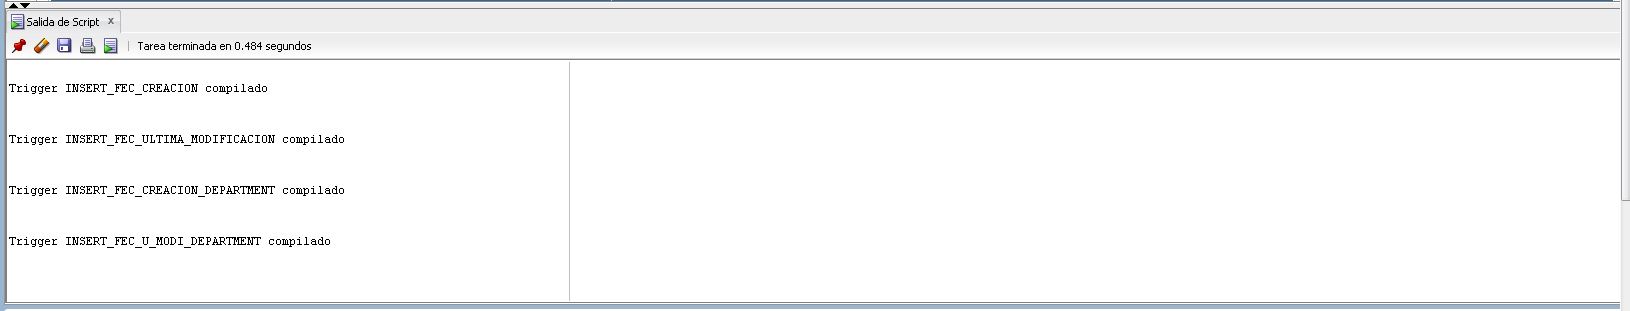 Salida de Script x
Tarea terminada en 0.484 segundos
Trigger INSERT_FEC_CREACION compilado
Trigger INSERT_FEC_ULTIMA_MODIFICACION compilado
Trigger INSERT_FEC_CREACION_DEPARTMENT compilado
Trigger INSERT_FEC_U_MODI_DEPARTMENT compilado